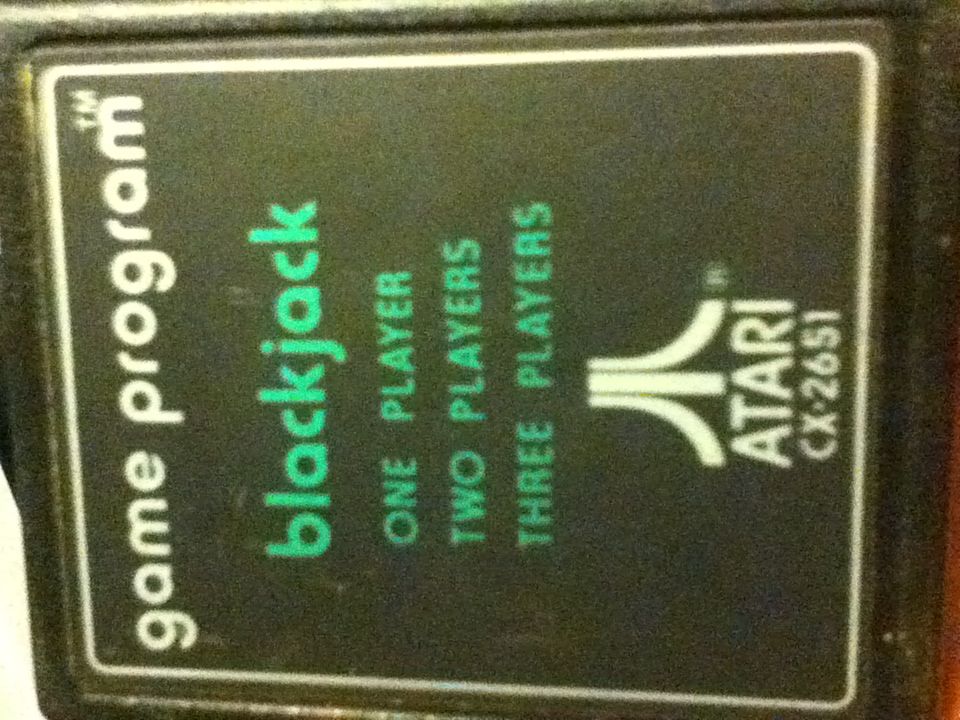 game program™
blackjack
ONE PLAYER
TWO PLAYERS
THREE PLAYERS
®
ATARI
CX-2651